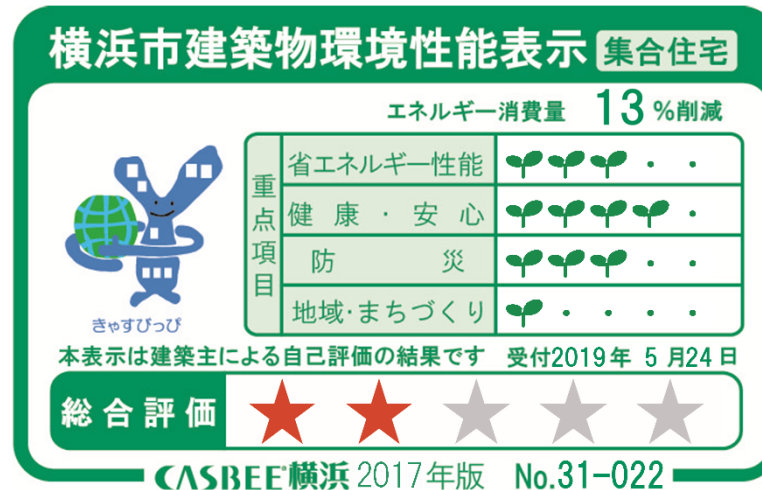 横浜市建築物環境性能表示 集合住宅
エネルギー消費量 13%削減
重点項目
省エネルギー性能
健康・安心
防災
地域・まちづくり
きゃすびっぴ
本表示は建築主による自己評価の結果です 受付2019年 5月24日
総合評価
CASBEE横浜 2017年版 No.31-022